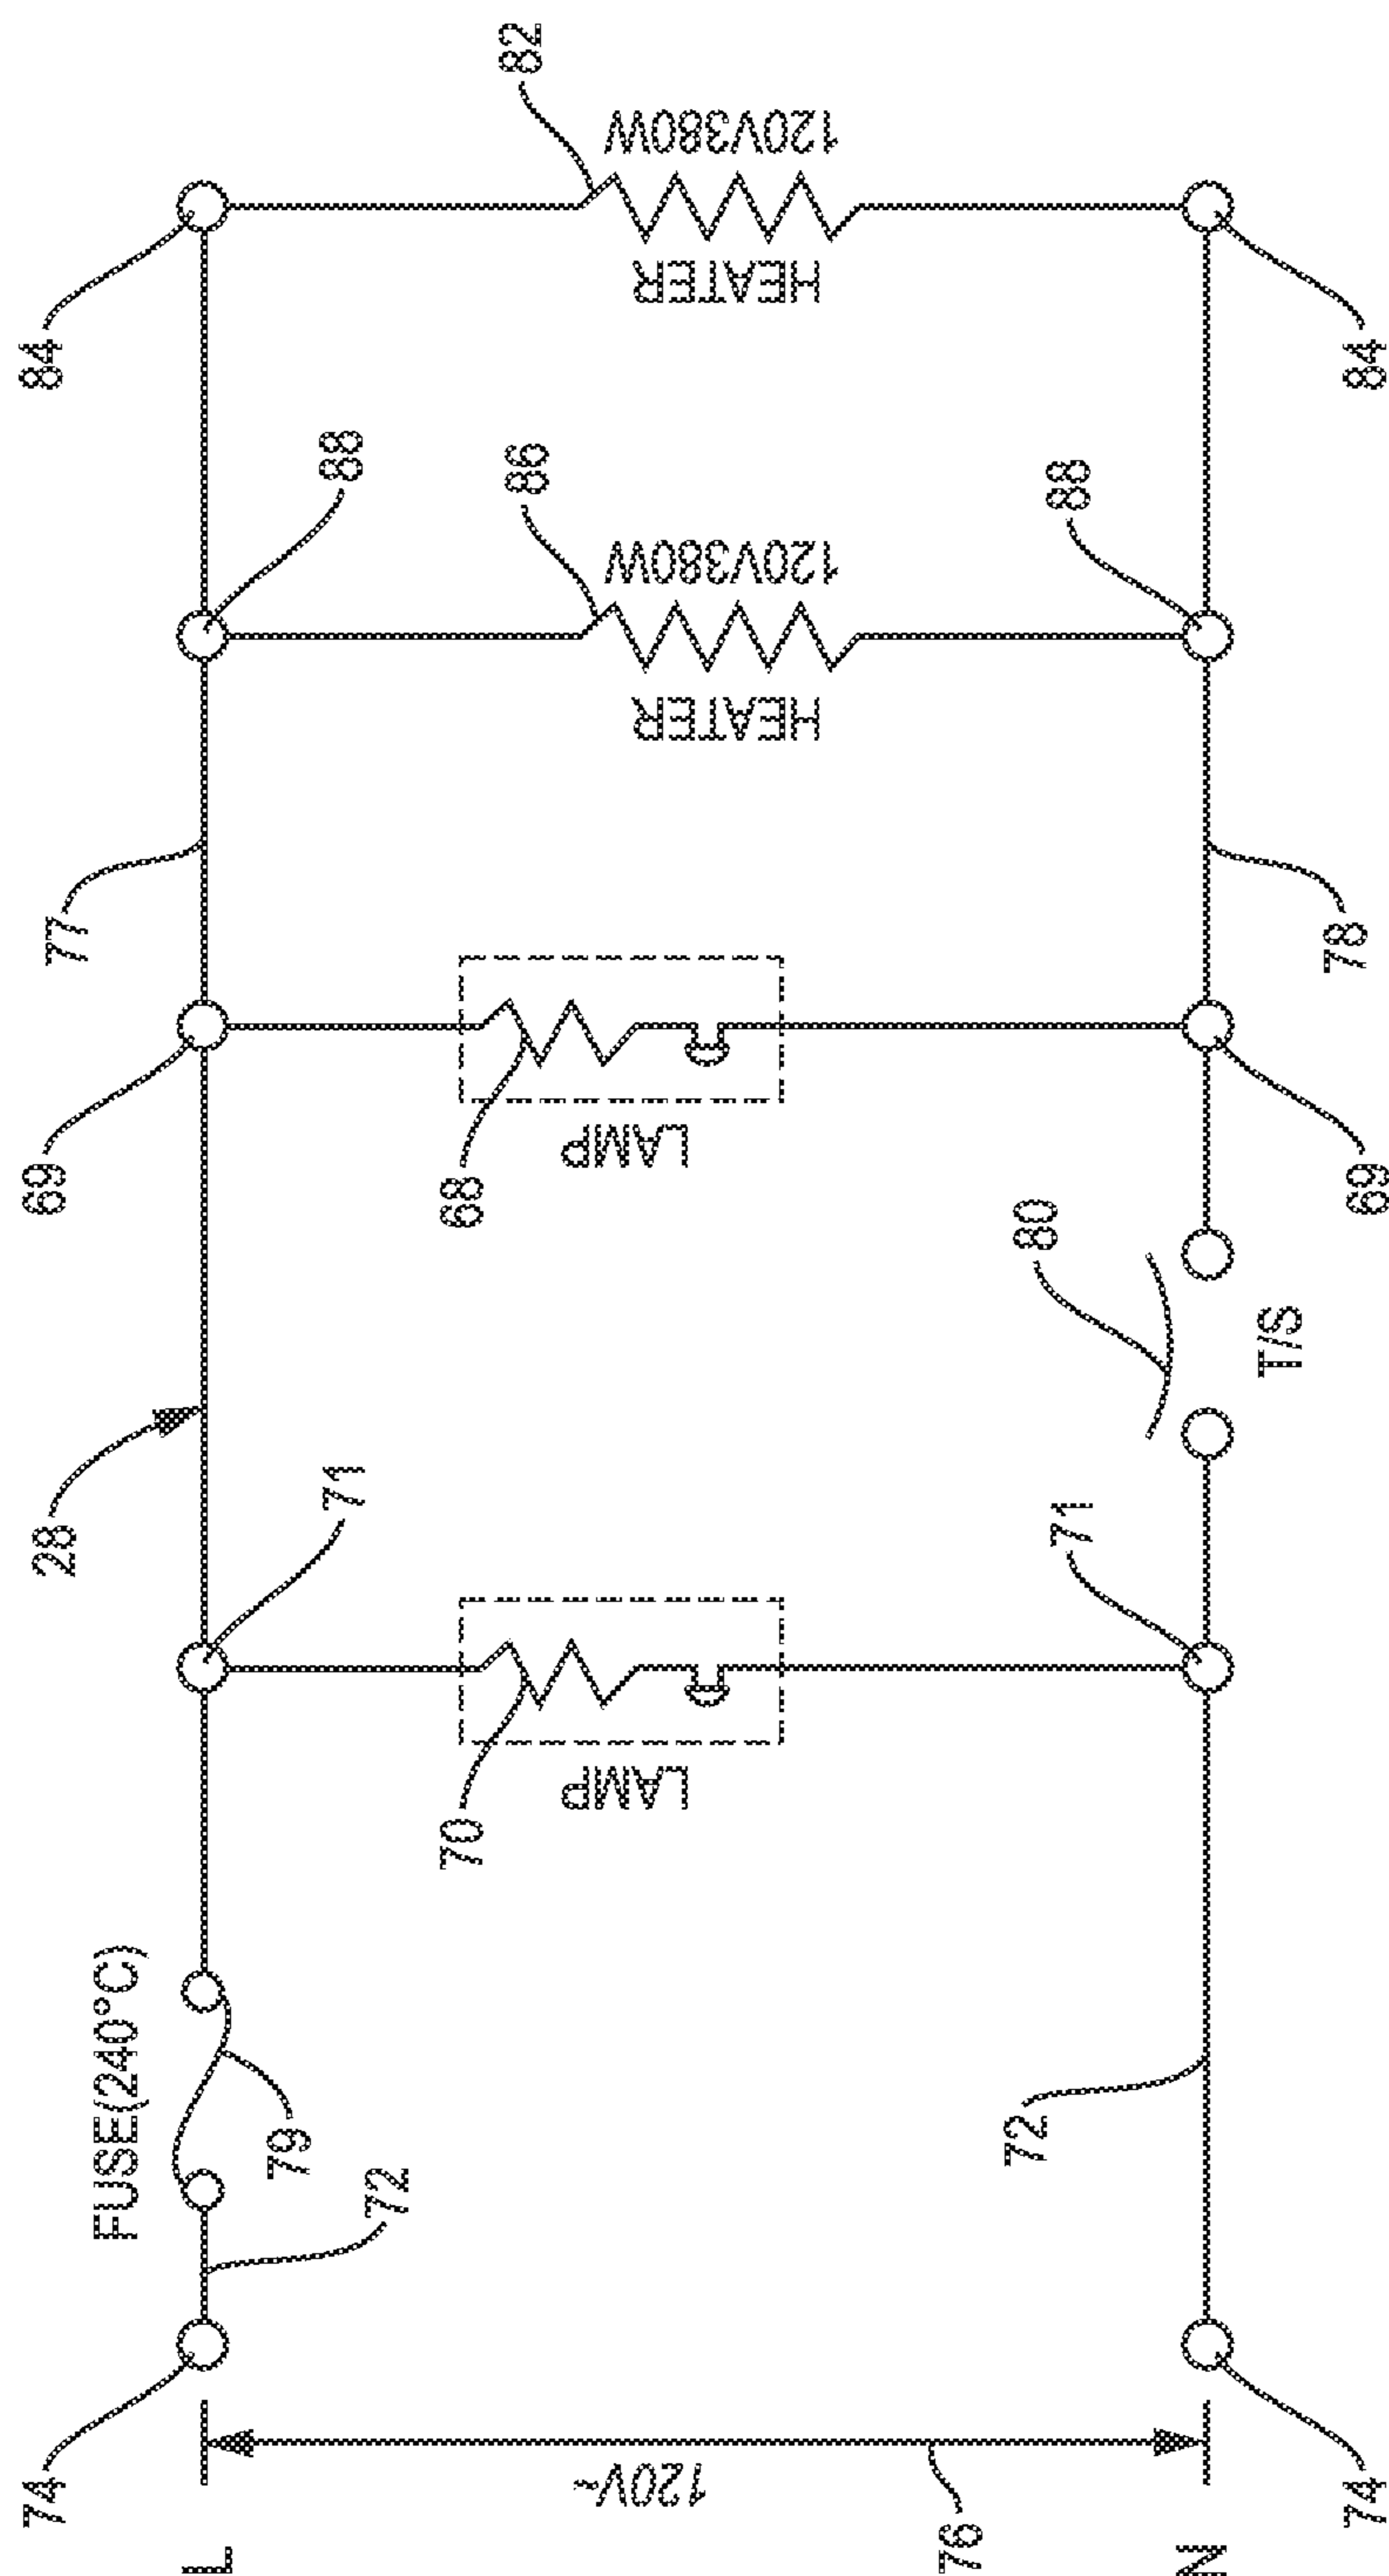 84
82
120V380W
HEATER
84
88
86
120V380W
HEATER
88
77
78
69
68
LAMP
69
28
80
T/S
71
70
LAMP
71
FUSE(240°C)
79
72
72
74
120V~
76
74
L
N